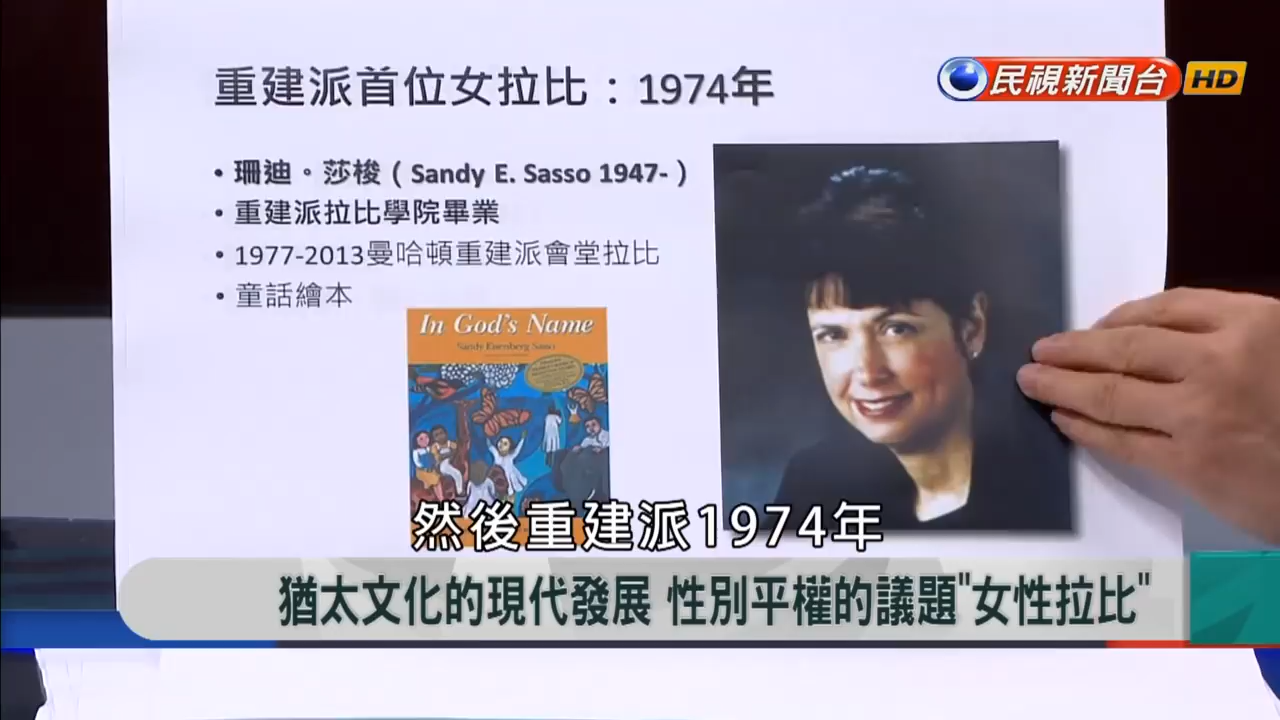 重建派首位女拉比：1974年
民視新聞台 HD
• 珊迪。莎梭（Sandy E. Sasso 1947-）
• 重建派拉比學院畢業
• 1977-2013曼哈頓重建派會堂拉比
• 童話繪本
In God's Name
Sandy Eisenberg Sasso
然後重建派1974年
猶太文化的現代發展 性別平權的議題"女性拉比"